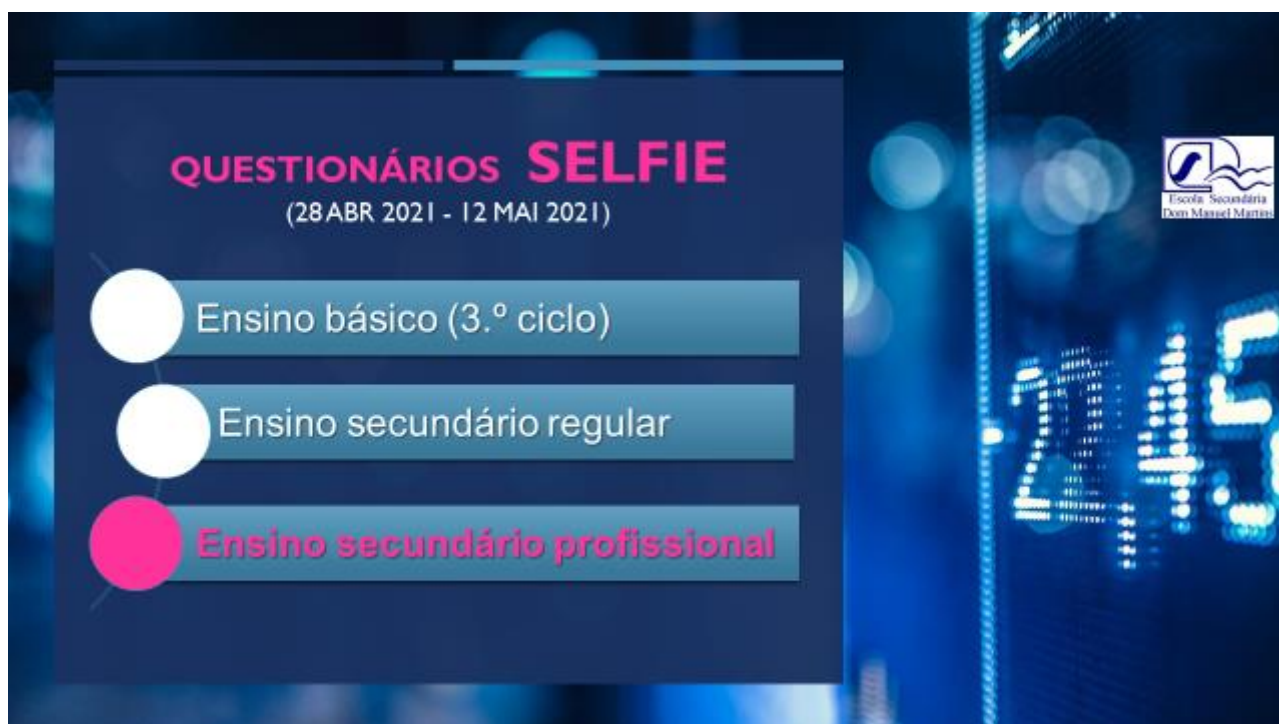 QUESTIONÁRIOS SELFIE
(28 ABR 2021 - 12 MAI 2021)
Ensino básico (3.º ciclo)
Ensino secundário regular
Ensino secundário profissional
Escola Secundária
Dom Manuel Martins